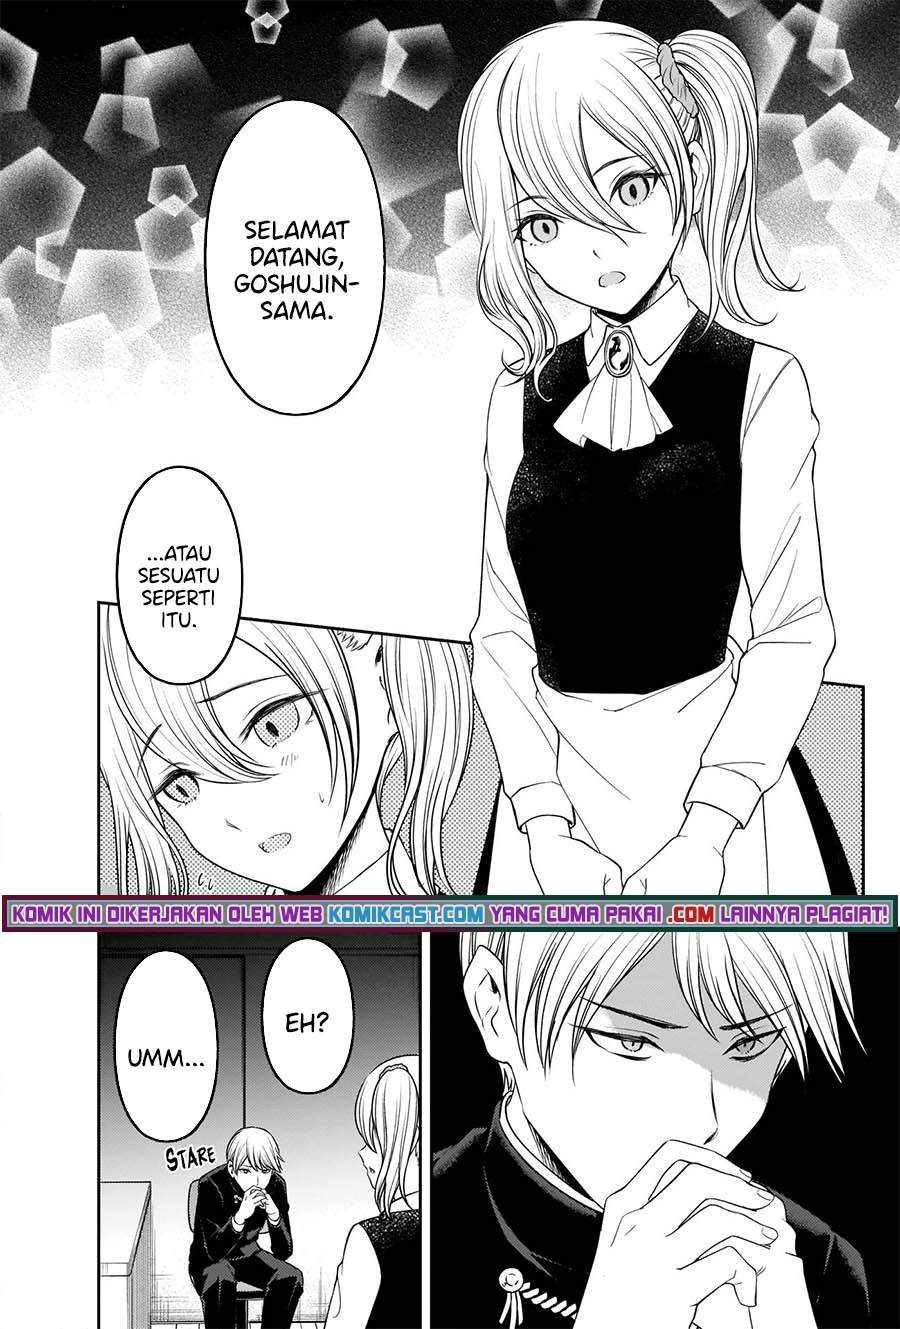 SELAMAT
DATANG,
GOSHUJIN-
SAMA.
...ATAU
SESUATU
SEPERTI
ITU.
KOMIK INI DIKERJAKAN OLEH WEB KOMIKCAST.COM YANG CUMA PAKAI .COM LAINNYA PLAGIAT!
EH?
UMM...
STARE